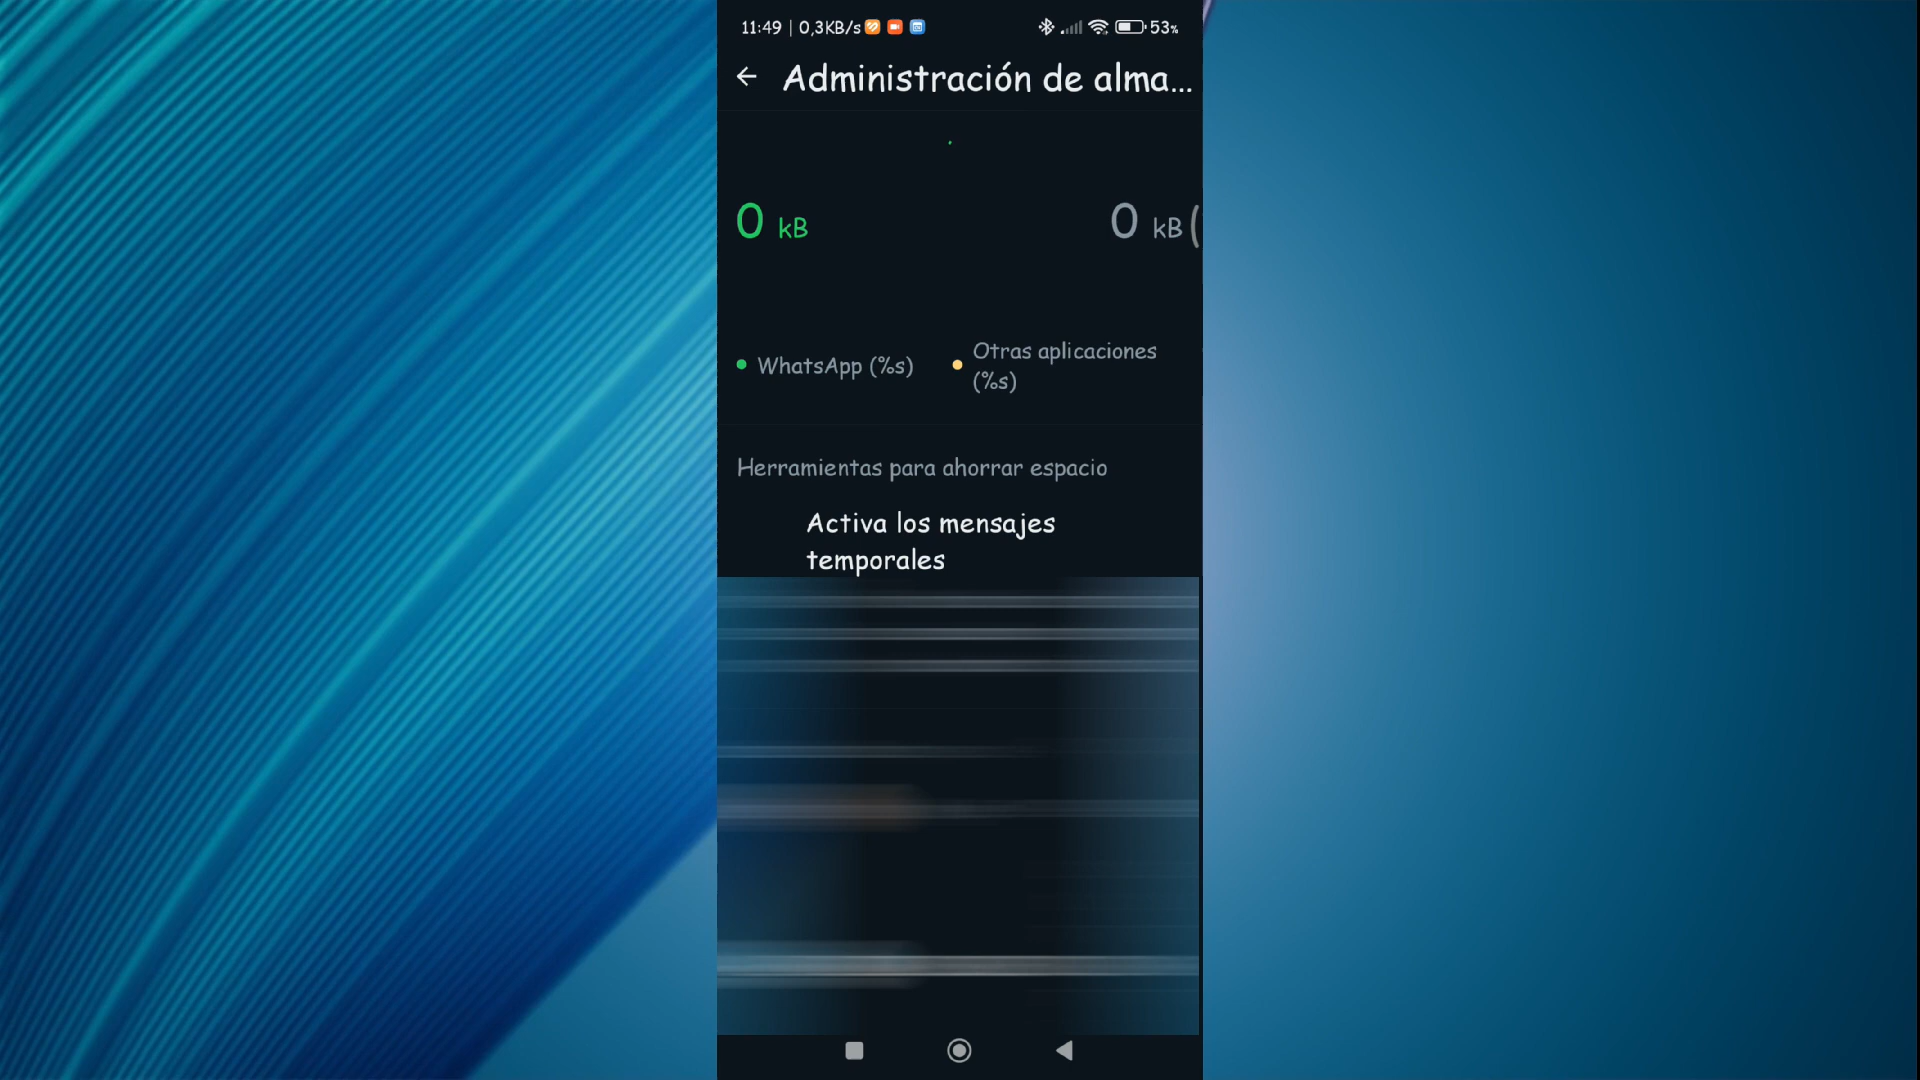 11:49 | 0,3KB/s 53%
Administración de alma...
0 kB 0 kB (
WhatsApp (%s)
Otras aplicaciones
(%s)
Herramientas para ahorrar espacio
Activa los mensajes
temporales